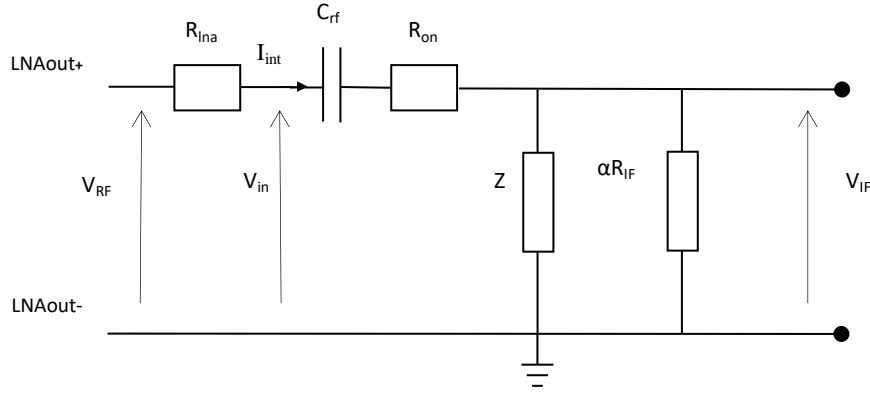 C_rf
R_lna
I_int
R_on
LNAout+
V_RF
V_in
Z
αR_IF
V_IF
LNAout-